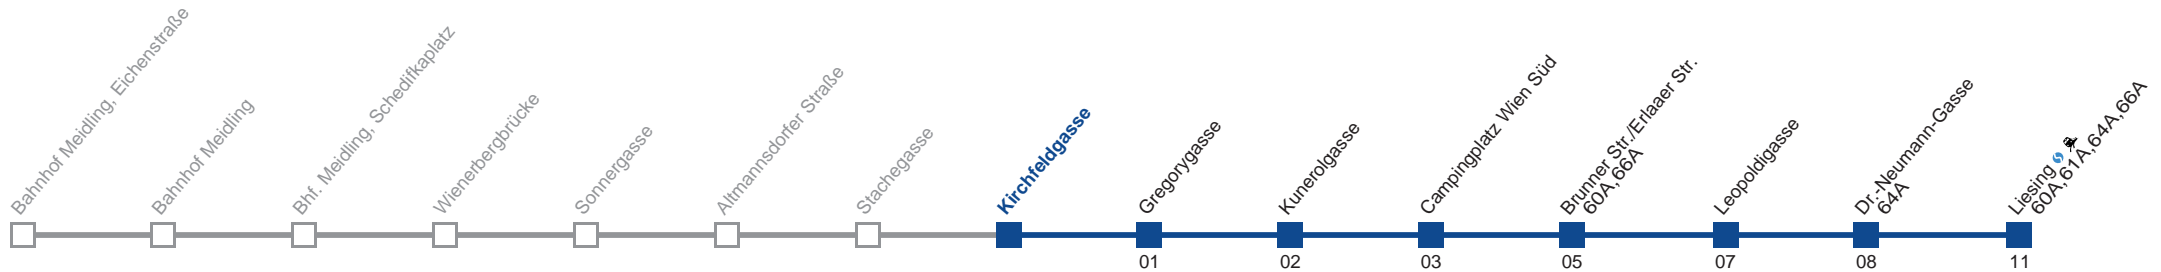 Bahnhof Meidling, Eichenstraße
Bahnhof Meidling
Bhf. Meidling, Schedifkaplatz
Wienerbergbrücke
Sonnergasse
Altmannsdorfer Straße
Stachegasse
Kirchfeldgasse
Gregorygasse
Kunerolgasse
Campingplatz Wien Süd
Brunner Str./Erlaaer Str.
60A,66A
Leopoldigasse
Dr.-Neumann-Gasse
64A
Liesing
60A,61A,64A,66A
01
02
03
05
07
08
11